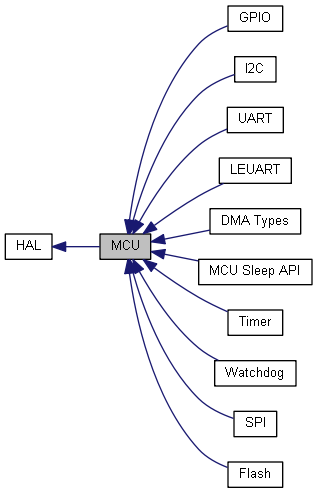 GPIO
I2C
UART
LEUART
DMA Types
HAL
MCU
MCU Sleep API
Timer
Watchdog
SPI
Flash